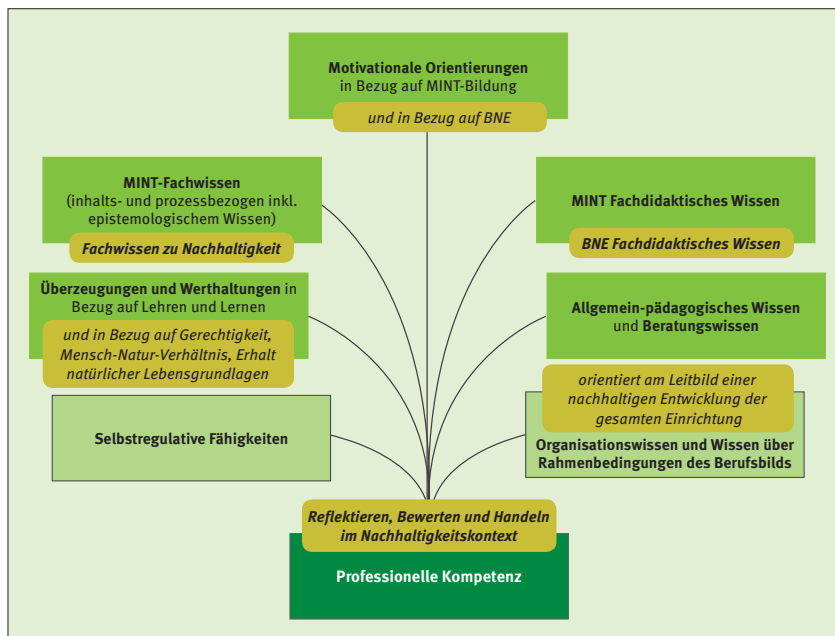 Motivationale Orientierungen
in Bezug auf MINT-Bildung
und in Bezug auf BNE
MINT-Fachwissen
(inhalts- und prozessbezogen inkl.
epistemologischem Wissen)
Fachwissen zu Nachhaltigkeit
MINT Fachdidaktisches Wissen
BNE Fachdidaktisches Wissen
Überzeugungen und Werthaltungen in
Bezug auf Lehren und Lernen
und in Bezug auf Gerechtigkeit,
Mensch-Natur-Verhältnis, Erhalt
natürlicher Lebensgrundlagen
Allgemein-pädagogisches Wissen
und Beratungswissen
Selbstregulative Fähigkeiten
orientiert am Leitbild einer
nachhaltigen Entwicklung der
gesamten Einrichtung
Organisationswissen und Wissen über
Rahmenbedingungen des Berufsbilds
Reflektieren, Bewerten und Handeln
im Nachhaltigkeitskontext
Professionelle Kompetenz